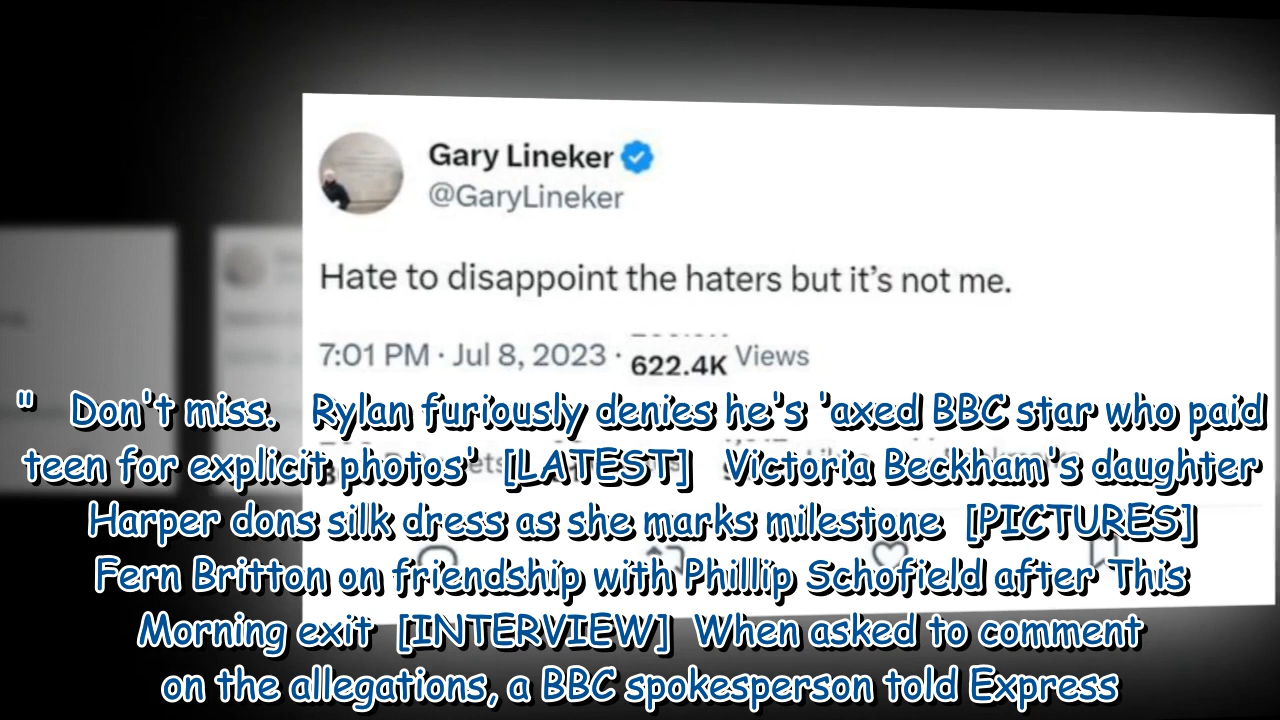 Gary Lineker
@GaryLineker
Hate to disappoint the haters but it's not me.
7:01 PM · Jul 8, 2023 · 622.4K Views
" Don't miss. Rylan furiously denies he's 'axed BBC star who paid
teen for explicit photos' [LATEST] Victoria Beckham's daughter
Harper dons silk dress as she marks milestone [PICTURES]
Fern Britton on friendship with Phillip Schofield after This
Morning exit [INTERVIEW] When asked to comment
on the allegations, a BBC spokesperson told Express